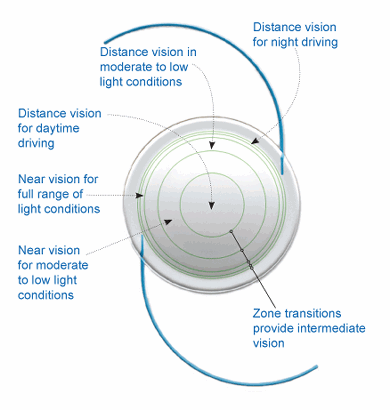 Distance vision
for night driving
Distance vision in
moderate to low
light conditions
Distance vision
for daytime
driving
Near vision for
full range of
light conditions
Near vision
for moderate
to low light
conditions
Zone transitions
provide intermediate
vision